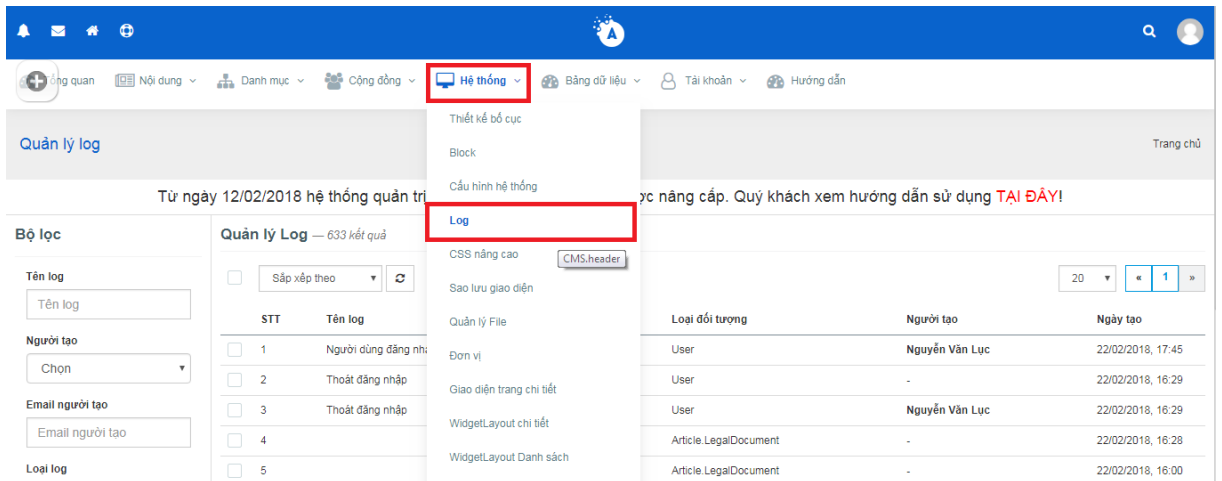 A
ổng quan Nội dung Danh mục Cộng đồng Hệ thống Bảng dữ liệu Tài khoản Hướng dẫn
Thiết kế bố cục
Quản lý log Trang chủ
Block
Cấu hình hệ thống
Từ ngày 12/02/2018 hệ thống quản trị ợc nâng cấp. Quý khách xem hướng dẫn sử dụng TẠI ĐÂY!
Log
Bộ lọc Quản lý Log — 633 kết quả
CSS nâng cao CMS.header
Tên log Sắp xếp theo 20 « 1 »
Sao lưu giao diện
Tên log
STT Tên log Quản lý File Loại đối tượng Người tạo Ngày tạo
Người tạo
1 Người dùng đăng nhậ User Nguyễn Văn Lục 22/02/2018, 17:45
Đơn vị
Chọn
2 Thoát đăng nhập User - 22/02/2018, 16:29
Giao diện trang chi tiết
Email người tạo
3 Thoát đăng nhập User Nguyễn Văn Lục 22/02/2018, 16:29
WidgetLayout chi tiết
Email người tạo
4 Article.LegalDocument - 22/02/2018, 16:28
WidgetLayout Danh sách
Loại log
5 Article.LegalDocument - 22/02/2018, 16:00